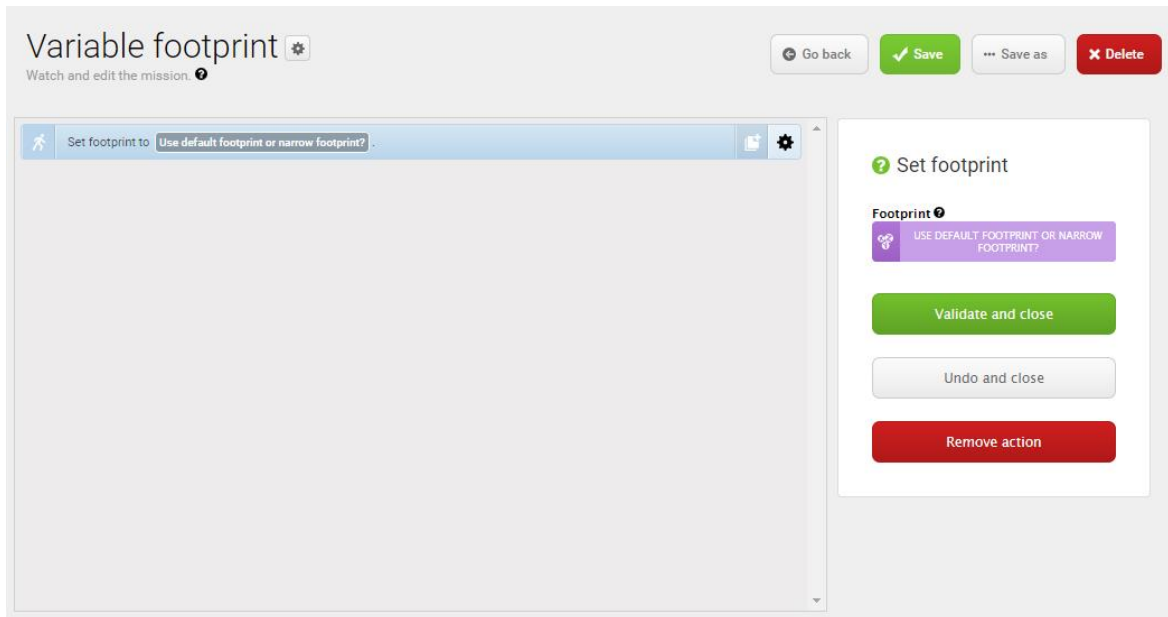 Variable footprint
Watch and edit the mission.
Go back
Save
Save as
Delete
Set footprint to Use default footprint or narrow footprint? .
Set footprint
Footprint
USE DEFAULT FOOTPRINT OR NARROW
FOOTPRINT?
Validate and close
Undo and close
Remove action